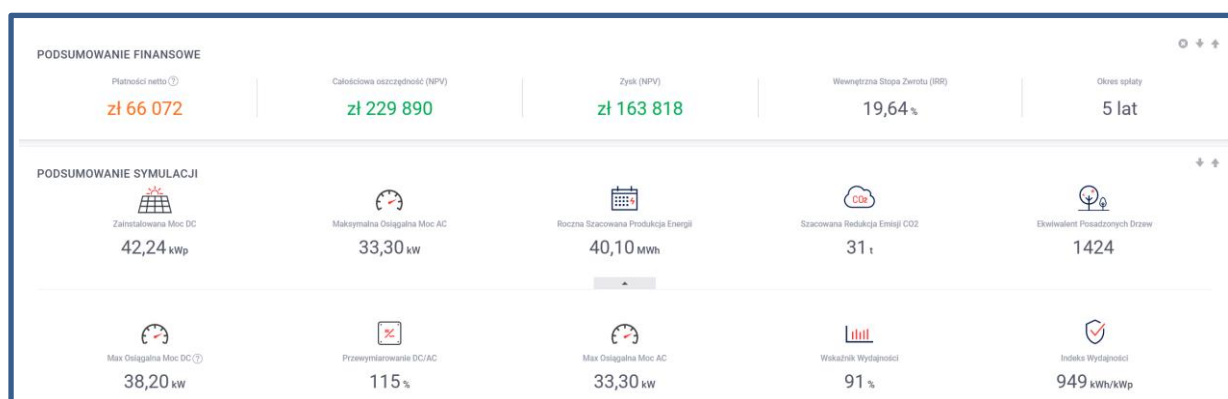 PODSUMOWANIE FINANSOWE
Płatności netto ?
Całościowa oszczędność (NPV)
Zysk (NPV)
Wewnętrzna Stopa Zwrotu (IRR)
Okres spłaty
zł 66 072
zł 229 890
zł 163 818
19,64 %
5 lat
PODSUMOWANIE SYMULACJI
CO2
Zainstalowana Moc DC
Maksymalna Osiągalna Moc AC
Roczna Szacowana Produkcja Energii
Szacowana Redukcja Emisji CO2
Ekwiwalent Posadzonych Drzew
42,24 kWp
33,30 kW
40,10 MWh
31 t
1424
Max Osiągalna Moc DC ?
Przewymiarowanie DC/AC
Max Osiągalna Moc AC
Wskaźnik Wydajności
Indeks Wydajności
38,20 kW
115 %
33,30 kW
91 %
949 kWh/kWp